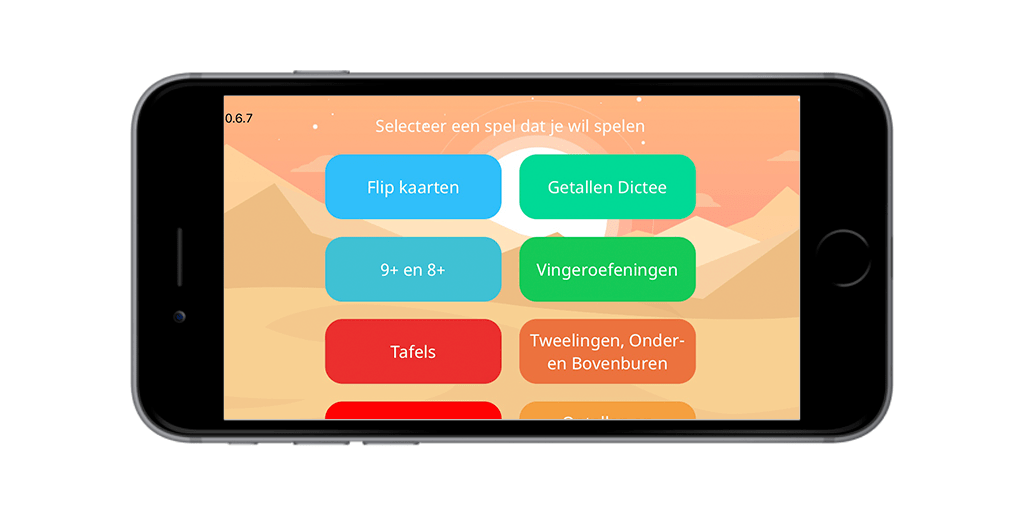 0.6.7
Selecteer een spel dat je wil spelen
Flip kaarten
Getallen Dictee
9+ en 8+
Vingeroefeningen
Tafels
Tweelingen, Onder-
en Bovenburen